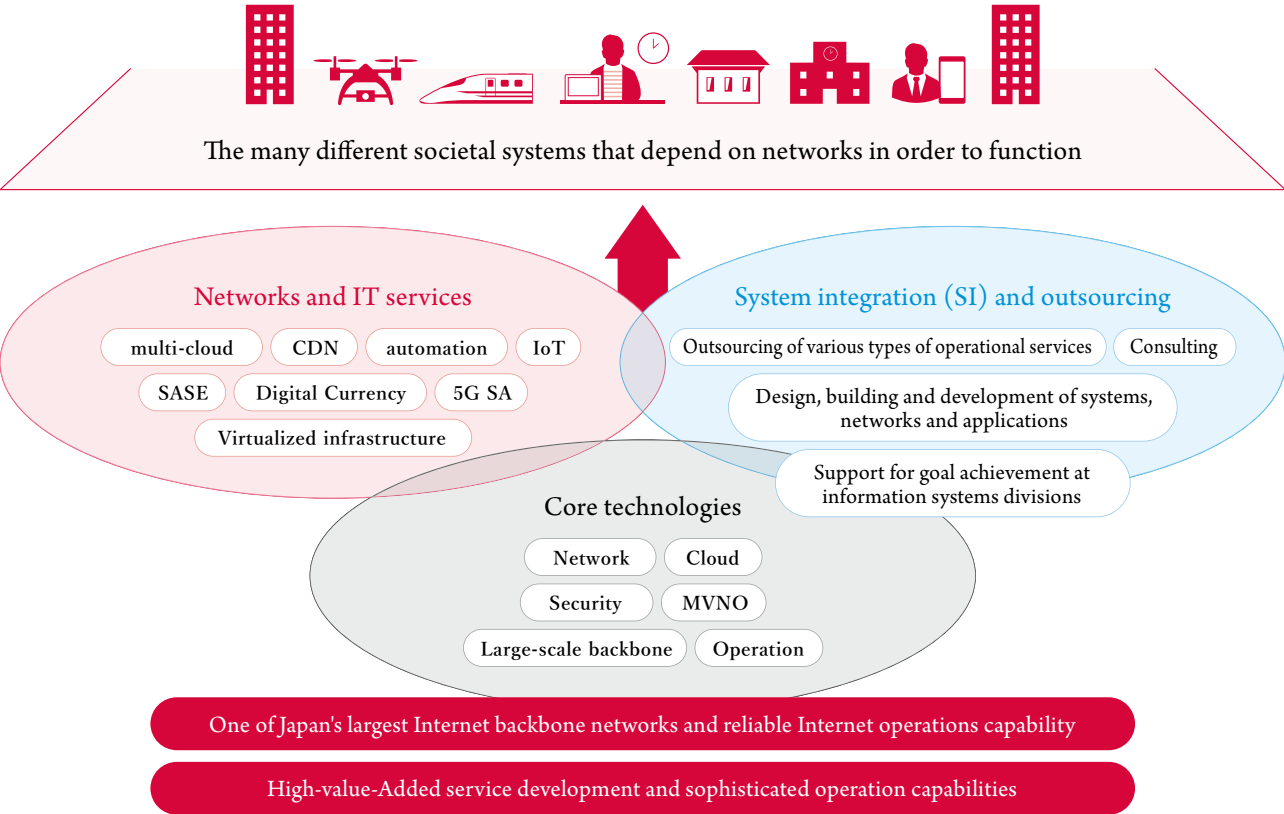 The many different societal systems that depend on networks in order to function
Networks and IT services
multi-cloud
CDN
automation
IoT
SASE
Digital Currency
5G SA
Virtualized infrastructure
System integration (SI) and outsourcing
Outsourcing of various types of operational services
Consulting
Design, building and development of systems,
networks and applications
Support for goal achievement at
information systems divisions
Core technologies
Network
Cloud
Security
MVNO
Large-scale backbone
Operation
One of Japan's largest Internet backbone networks and reliable Internet operations capability
High-value-Added service development and sophisticated operation capabilities